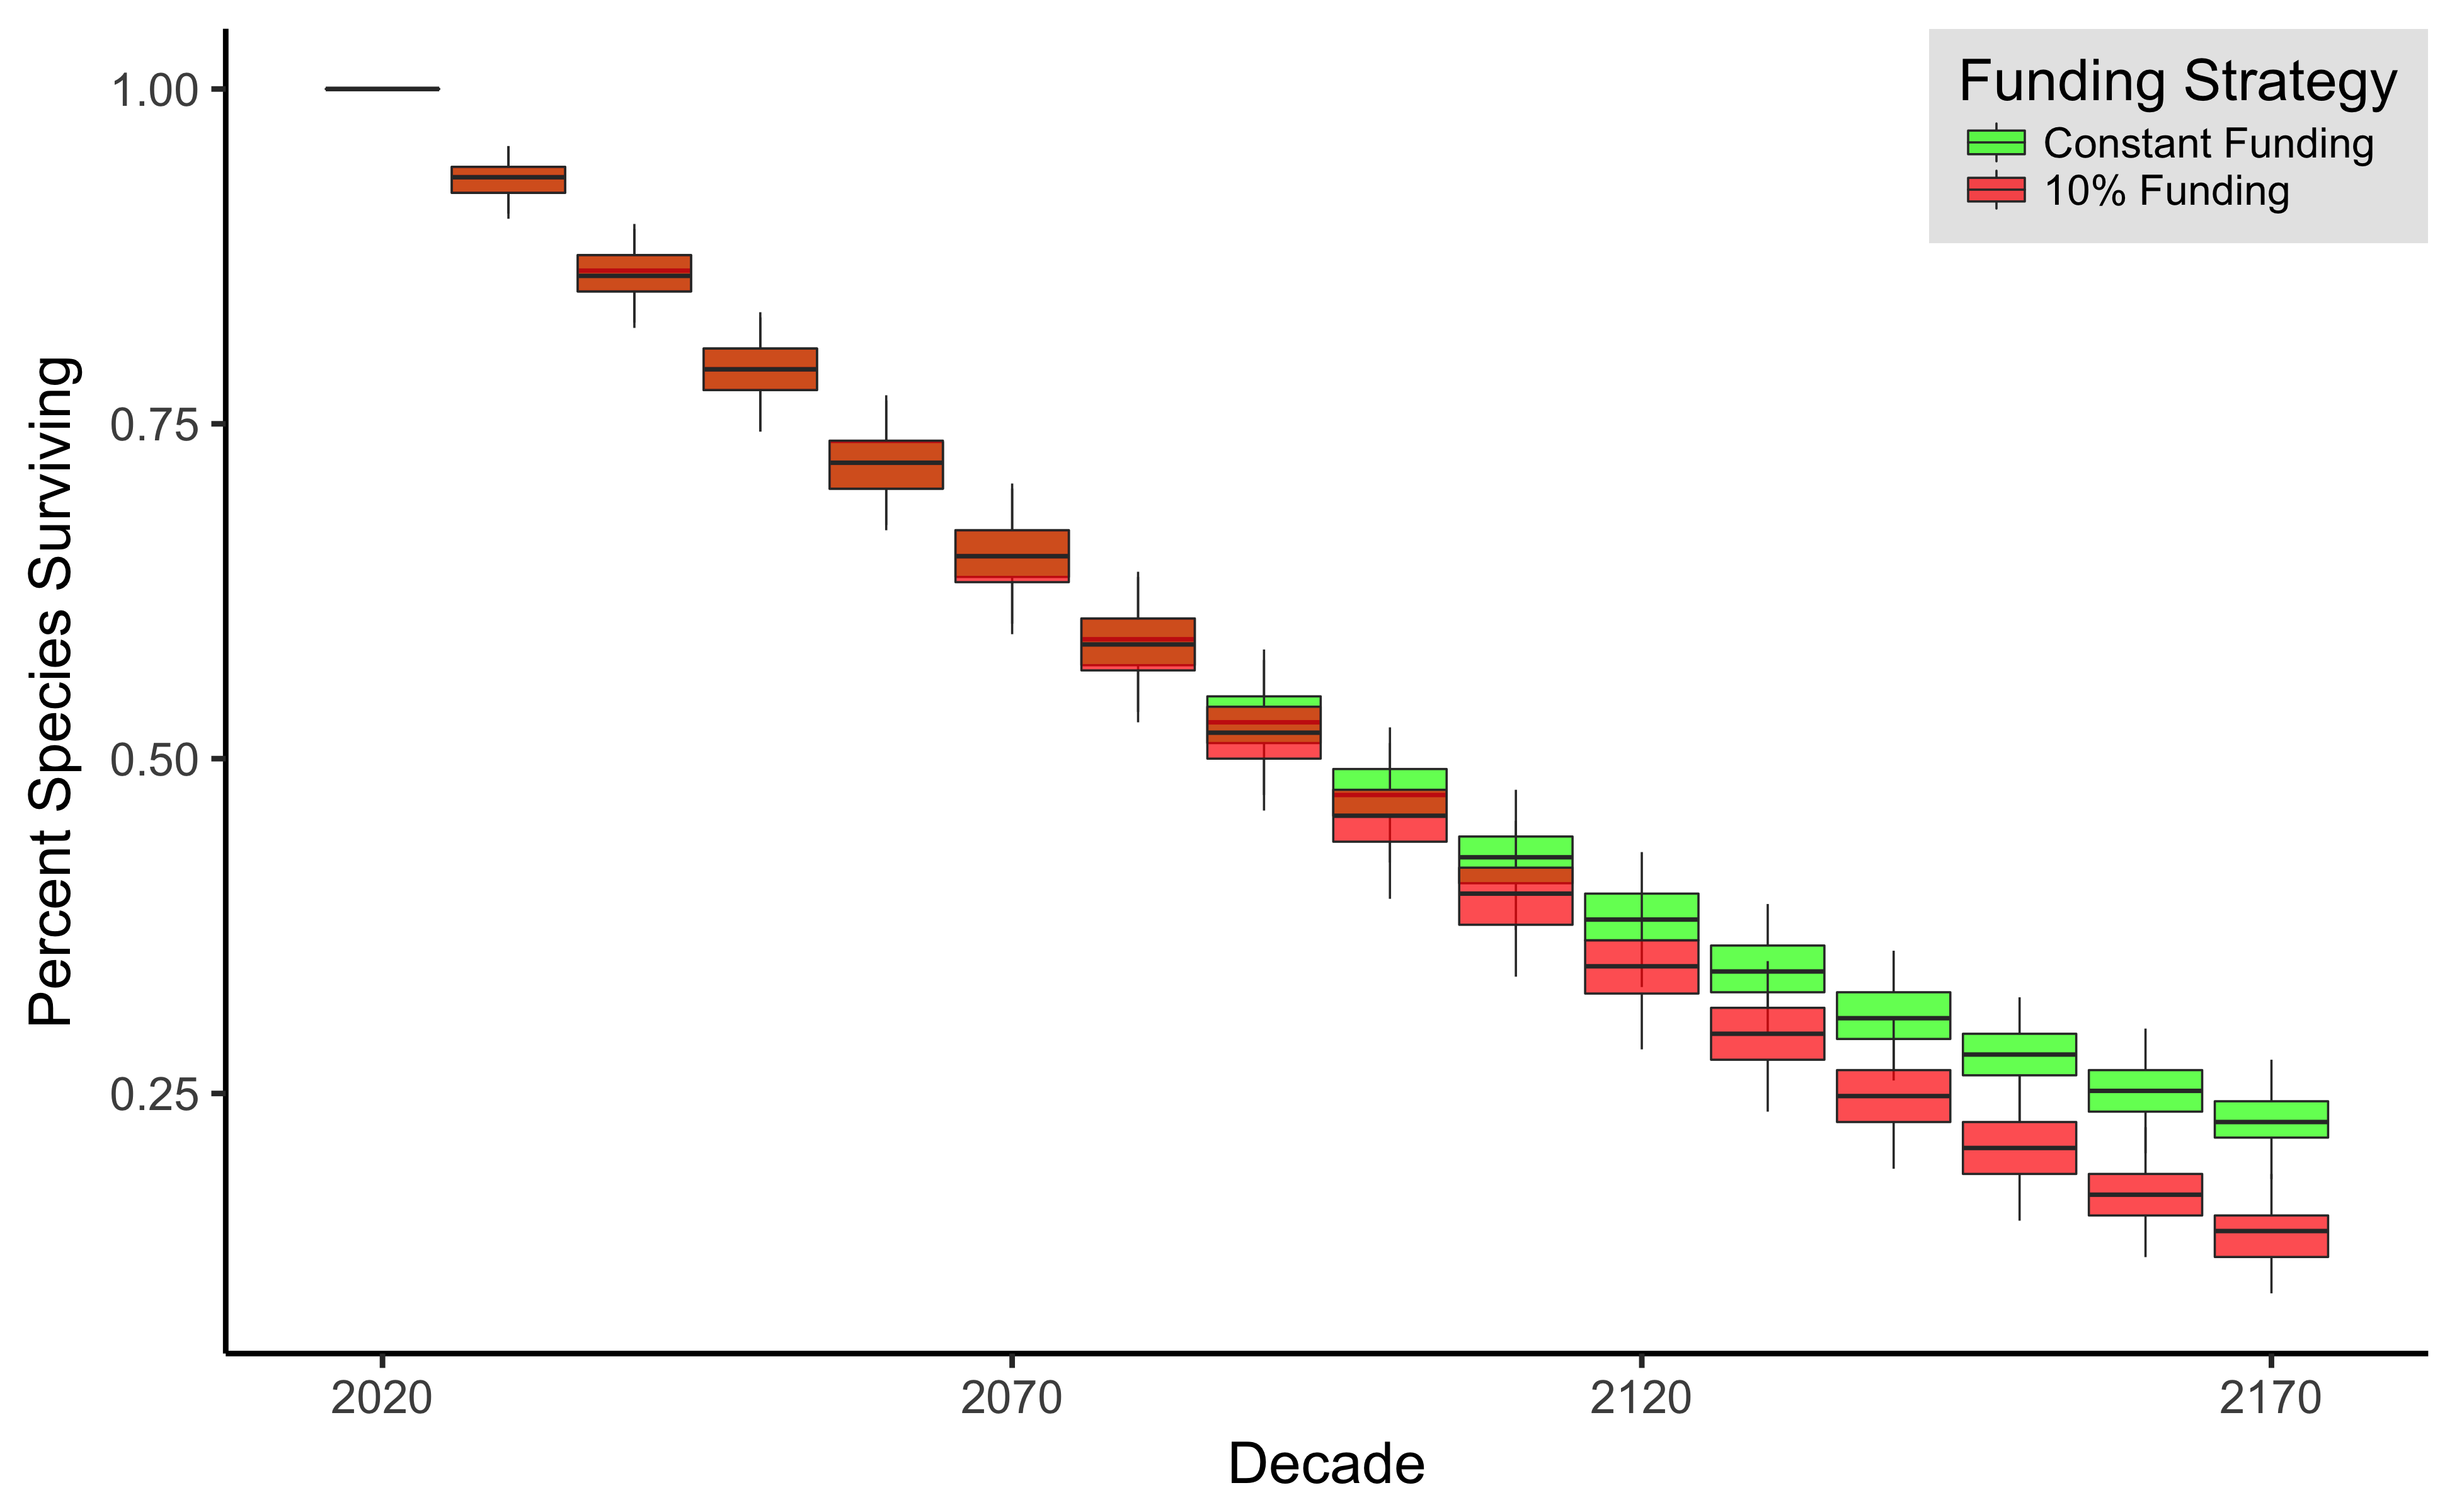 Funding Strategy
Constant Funding
10% Funding
Percent Species Surviving
1.00
0.75
0.50
0.25
2020
2070
2120
2170
Decade